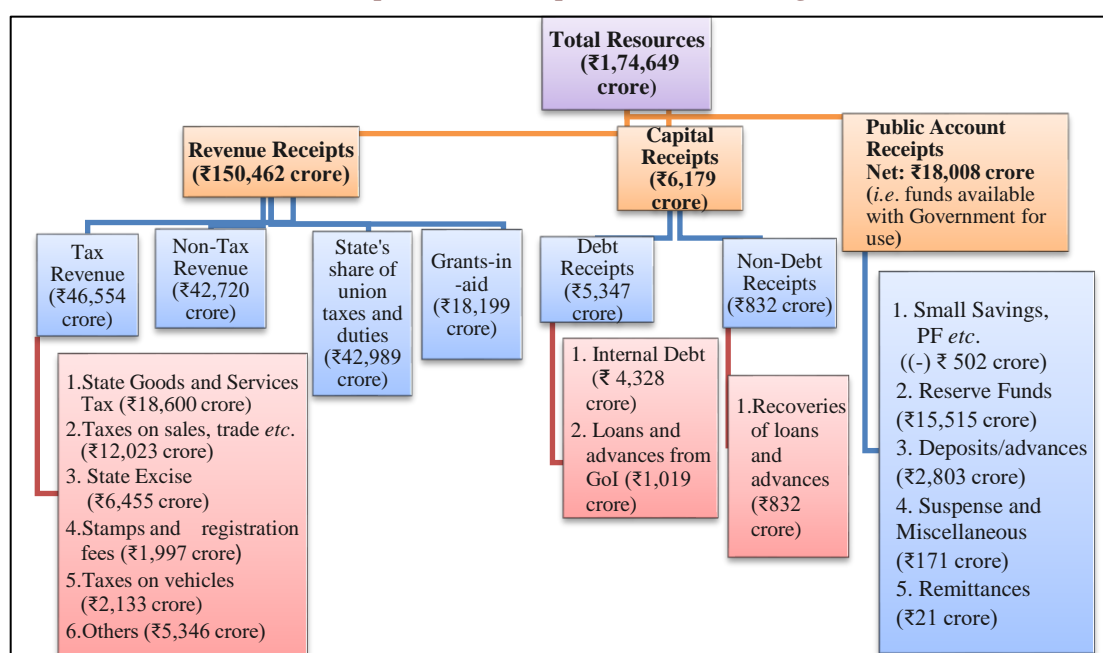 Total Resources
(₹1,74,649
crore)
Revenue Receipts
(₹150,462 crore)
Capital
Receipts
(₹6,179
crore)
Public Account
Receipts
Net: ₹18,008 crore
(i.e. funds available
with Government for
use)
Tax
Revenue
(₹46,554
crore)
Non-Tax
Revenue
(₹42,720
crore)
State's
share of
union
taxes and
duties
(₹42,989
crore)
Grants-in
-aid
(₹18,199
crore)
Debt
Receipts
(₹5,347
crore)
Non-Debt
Receipts
(₹832 crore)
1.State Goods and Services
Tax (₹18,600 crore)
2.Taxes on sales, trade etc.
(₹12,023 crore)
3. State Excise
(₹6,455 crore)
4.Stamps and registration
fees (₹1,997 crore)
5.Taxes on vehicles
(₹2,133 crore)
6.Others (₹5,346 crore)
1. Internal Debt
(₹ 4,328
crore)
2. Loans and
advances from
GoI (₹1,019
crore)
1.Recoveries
of loans
and
advances
(₹832
crore)
1. Small Savings,
PF etc.
((-) ₹ 502 crore)
2. Reserve Funds
(₹15,515 crore)
3. Deposits/advances
(₹2,803 crore)
4. Suspense and
Miscellaneous
(₹171 crore)
5. Remittances
(₹21 crore)